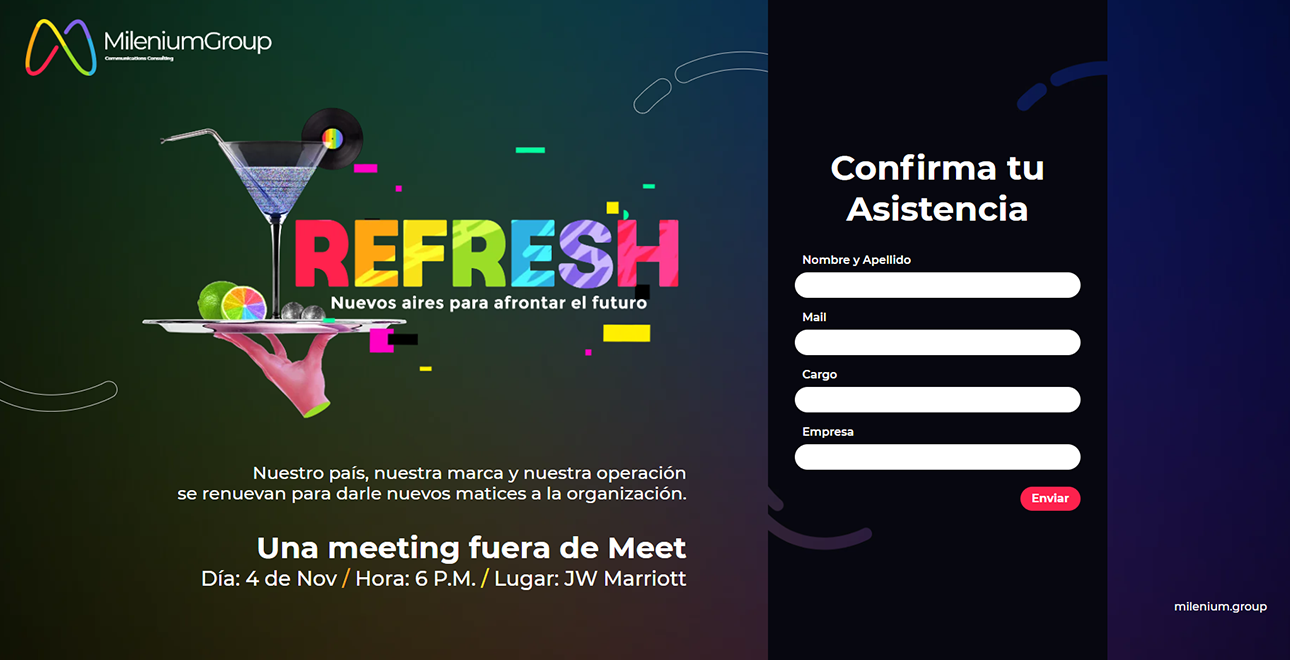 MileniumGroup
Communications Consulting
REFRESH
Nuevos aires para afrontar el futuro
Nuestro país, nuestra marca y nuestra operación
se renuevan para darle nuevos matices a la organización.
Una meeting fuera de Meet
Día: 4 de Nov / Hora: 6 P.M. / Lugar: JW Marriott
Confirma tu
Asistencia
Nombre y Apellido
Mail
Cargo
Empresa
Enviar
milenium.group